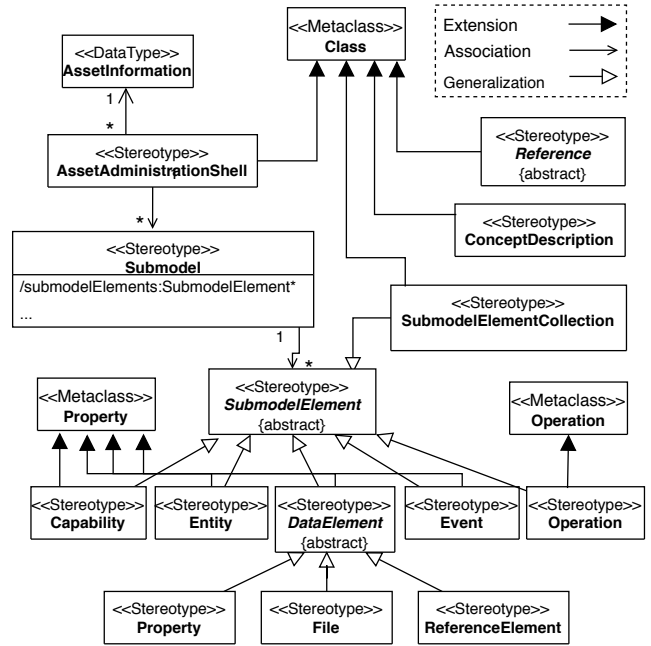 <<DataType>>
AssetInformation
<<Metaclass>>
Class
Extension
Association
Generalization
1
*
<<Stereotype>>
AssetAdministrationShell
<<Stereotype>>
Reference
{abstract}
*
<<Stereotype>>
ConceptDescription
<<Stereotype>>
Submodel
/submodelElements:SubmodelElement*
...
<<Stereotype>>
SubmodelElementCollection
1
*
<<Stereotype>>
SubmodelElement
{abstract}
<<Metaclass>>
Property
<<Metaclass>>
Operation
<<Stereotype>>
Capability
<<Stereotype>>
Entity
<<Stereotype>>
DataElement
{abstract}
<<Stereotype>>
Event
<<Stereotype>>
Operation
<<Stereotype>>
Property
<<Stereotype>>
File
<<Stereotype>>
ReferenceElement